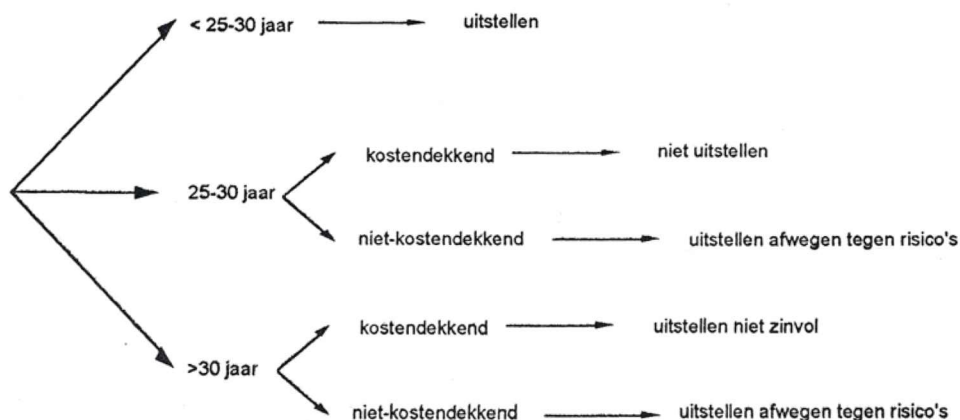 < 25-30 jaar uitstellen
kostendekkend niet uitstellen
25-30 jaar
niet-kostendekkend uitstellen afwegen tegen risico's
kostendekkend uitstellen niet zinvol
>30 jaar
niet-kostendekkend uitstellen afwegen tegen risico's